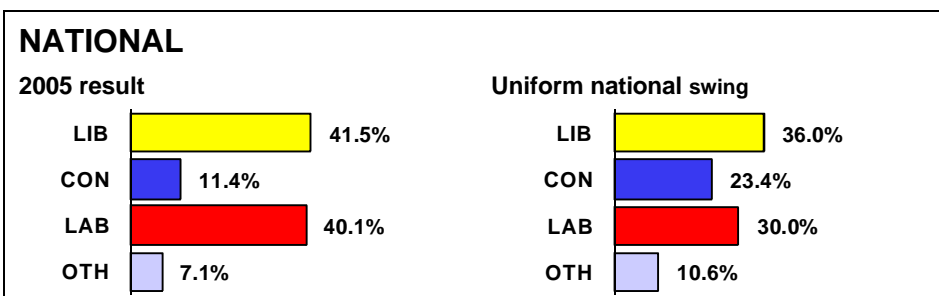 NATIONAL
2005 result
LIB 41.5%
CON 11.4%
LAB 40.1%
OTH 7.1%
Uniform national swing
LIB 36.0%
CON 23.4%
LAB 30.0%
OTH 10.6%